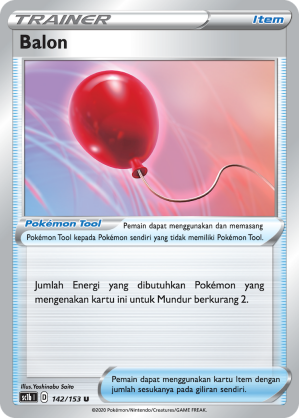 TRAINER Item
Balon
Pokémon Tool Pemain dapat menggunakan dan memasang
Pokémon Tool kepada Pokémon sendiri yang tidak memiliki Pokémon Tool.
Jumlah Energi yang dibutuhkan Pokémon yang
mengenakan kartu ini untuk Mundur berkurang 2.
Illus.Yoshinobu Saito
sc1b I D 142/153 U
Pemain dapat menggunakan kartu Item dengan
jumlah sesukanya pada giliran sendiri.
©2020 Pokémon/Nintendo/Creatures/GAME FREAK.